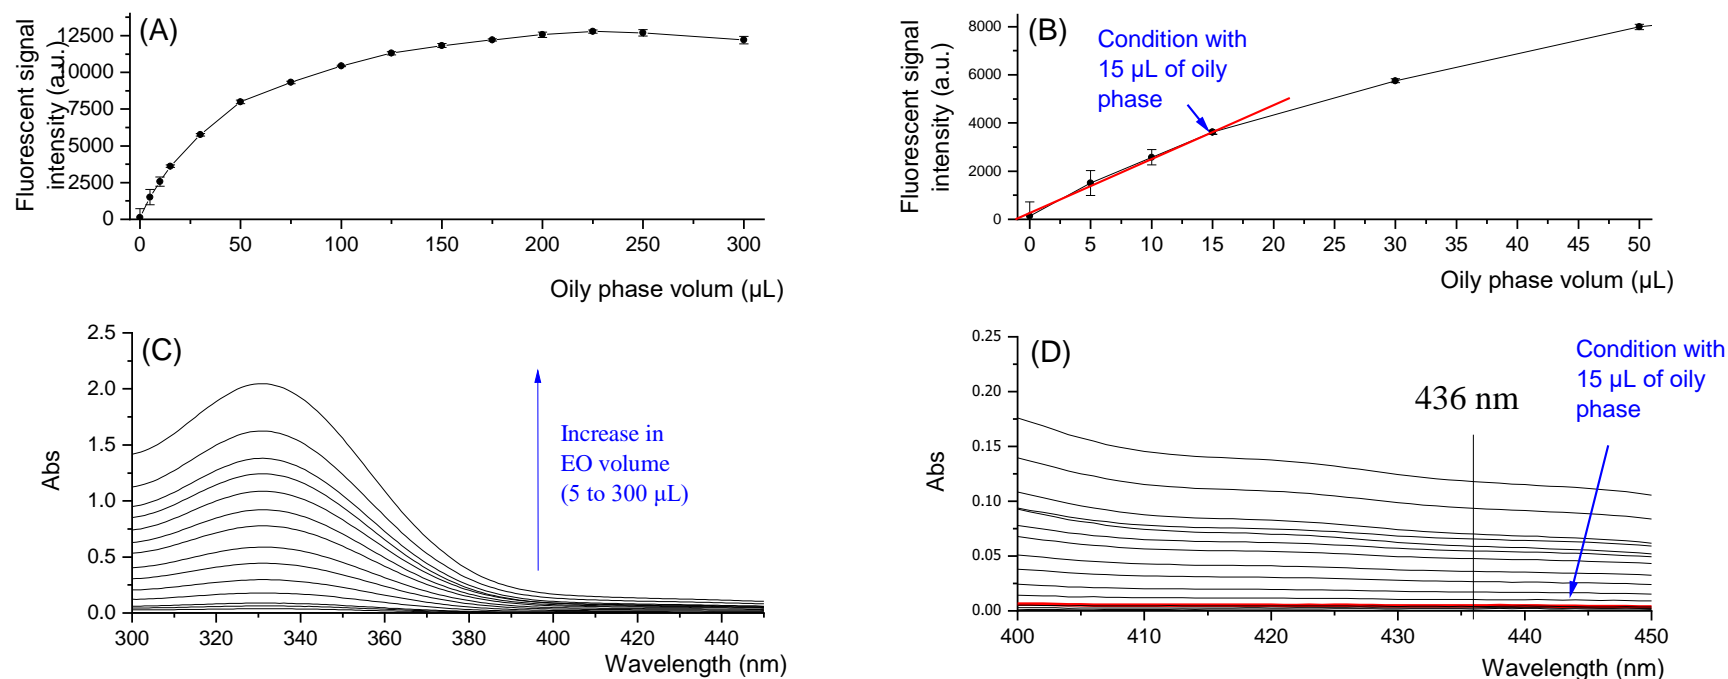 (A)
Fluorescent signal
intensity (a.u.)
12500
10000
7500
5000
2500
0
0 50 100 150 200 250 300
Oily phase volum (µL)
(B)
Condition with
15 µL of oily
phase
Fluorescent signal
intensity (a.u.)
8000
6000
4000
2000
0
0 5 10 15 20 25 30 35 40 45 50
Oily phase volum (µL)
(C)
Abs
2.5
2.0
1.5
1.0
0.5
0.0
Increase in
EO volume
(5 to 300 µL)
300 320 340 360 380 400 420 440
Wavelength (nm)
(D)
Abs
0.25
0.20
0.15
0.10
0.05
0.00
436 nm
Condition with
15 µL of oily
phase
400 410 420 430 440 450
Wavelength (nm)